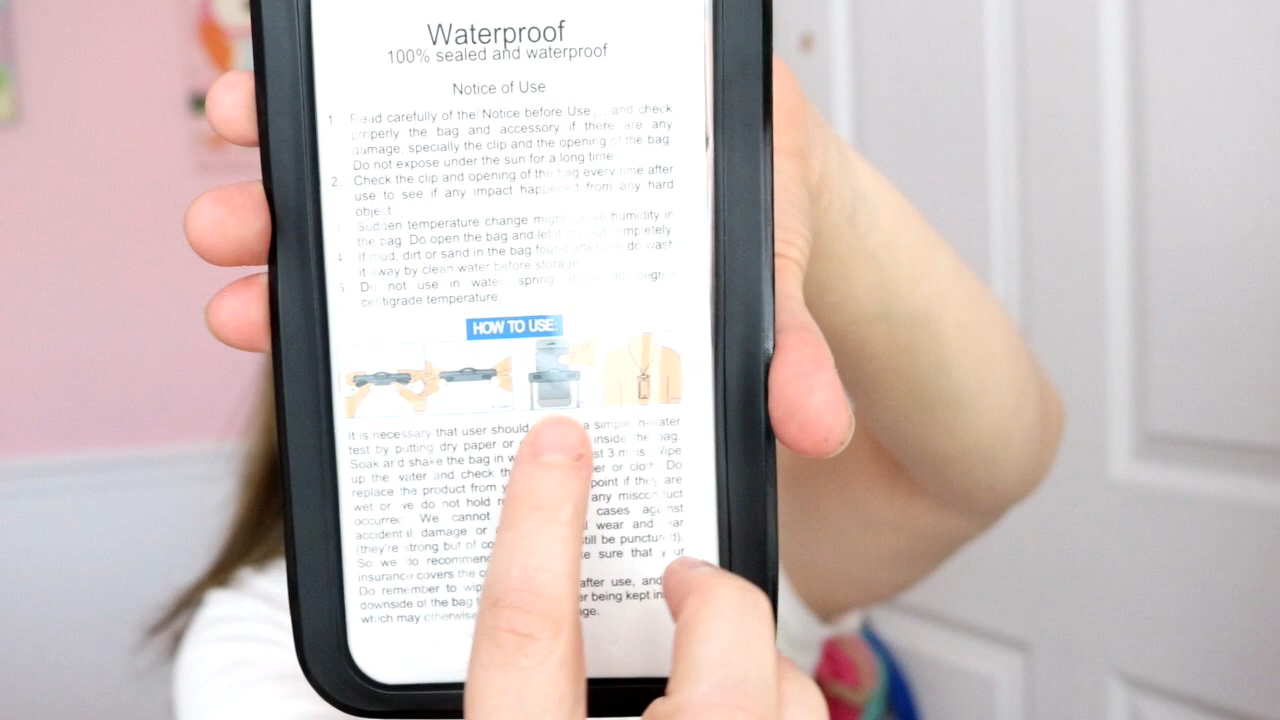 Waterproof
100% sealed and waterproof
Notice of Use
1. Read carefully of the Notice before Use, and check
properly the bag and accessory if there are any
damage, specially the clip and the opening of the bag.
Do not expose under the sun for a long time.
2. Check the clip and opening of the bag every time after
use to see if any impact happened from any hard
object.
3. Sudden temperature change might cause humidity in
the bag. Do open the bag and let it dry out completely.
4. If mud, dirt or sand in the bag found after use do wash
it away by clean water before storage.
5. Do not use in water spring degree
centigrade temperature.
HOW TO USE
It is necessary that user should a simple in-water
test by putting dry paper or inside the bag.
Soak and shake the bag in 3 mins. Wipe
up the water and check or cloth. Do
replace the product from point if they are
wet or we do not hold any misconduct
occurred. We cannot cases against
accidental damage or wear and tear
(they're strong but of still be punctured).
So we do recommend sure that your
insurance covers the
Do remember to after use, and
downside of the bag being kept in
which may otherwise